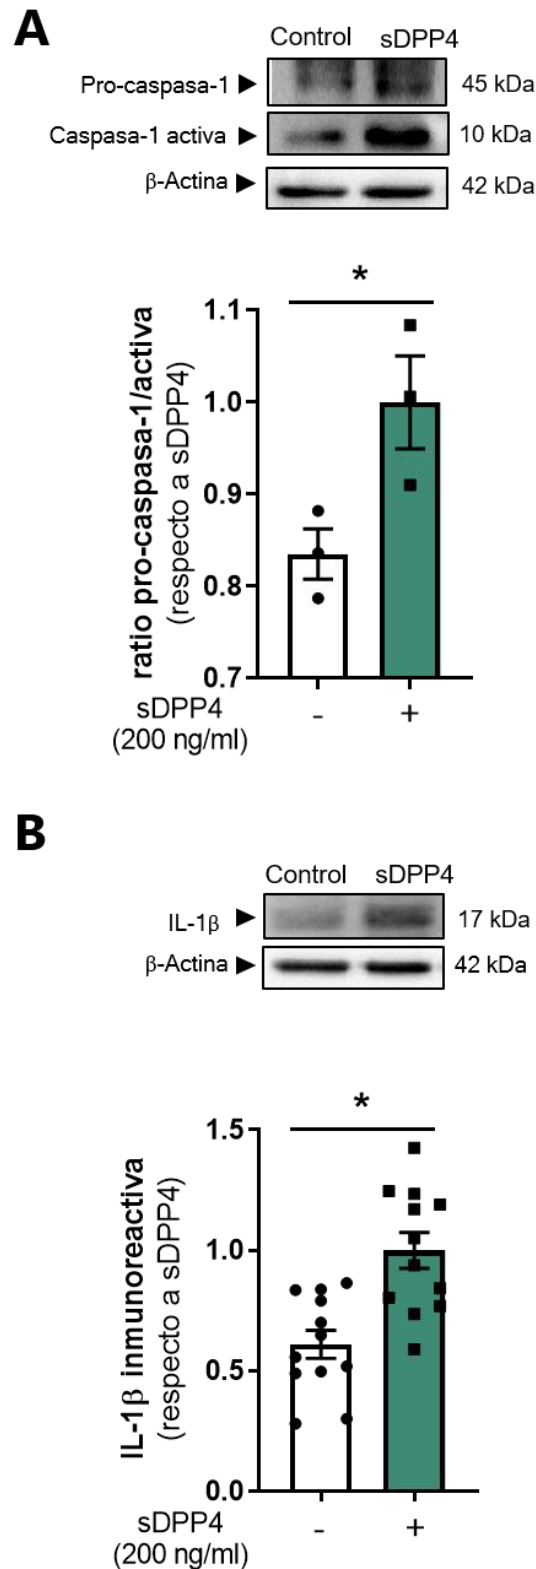 A
Control sDPP4
Pro-caspasa-1 45 kDa
Caspasa-1 activa 10 kDa
β-Actina 42 kDa
*
ratio pro-caspasa-1/activa
(respecto a sDPP4)
1.1
1.0
0.9
0.8
0.7
sDPP4 - +
(200 ng/ml)
B
Control sDPP4
IL-1β 17 kDa
β-Actina 42 kDa
*
IL-1β inmunoreactiva
(respecto a sDPP4)
1.5
1.0
0.5
0.0
sDPP4 - +
(200 ng/ml)